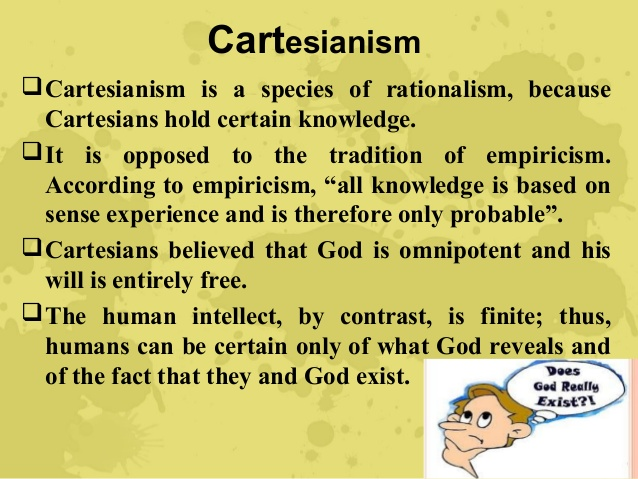 Cartesianism
❑Cartesianism is a species of rationalism, because
Cartesians hold certain knowledge.
❑It is opposed to the tradition of empiricism.
According to empiricism, “all knowledge is based on
sense experience and is therefore only probable”.
❑Cartesians believed that God is omnipotent and his
will is entirely free.
❑The human intellect, by contrast, is finite; thus,
humans can be certain only of what God reveals and
of the fact that they and God exist.
Does
God Really
Exist?!